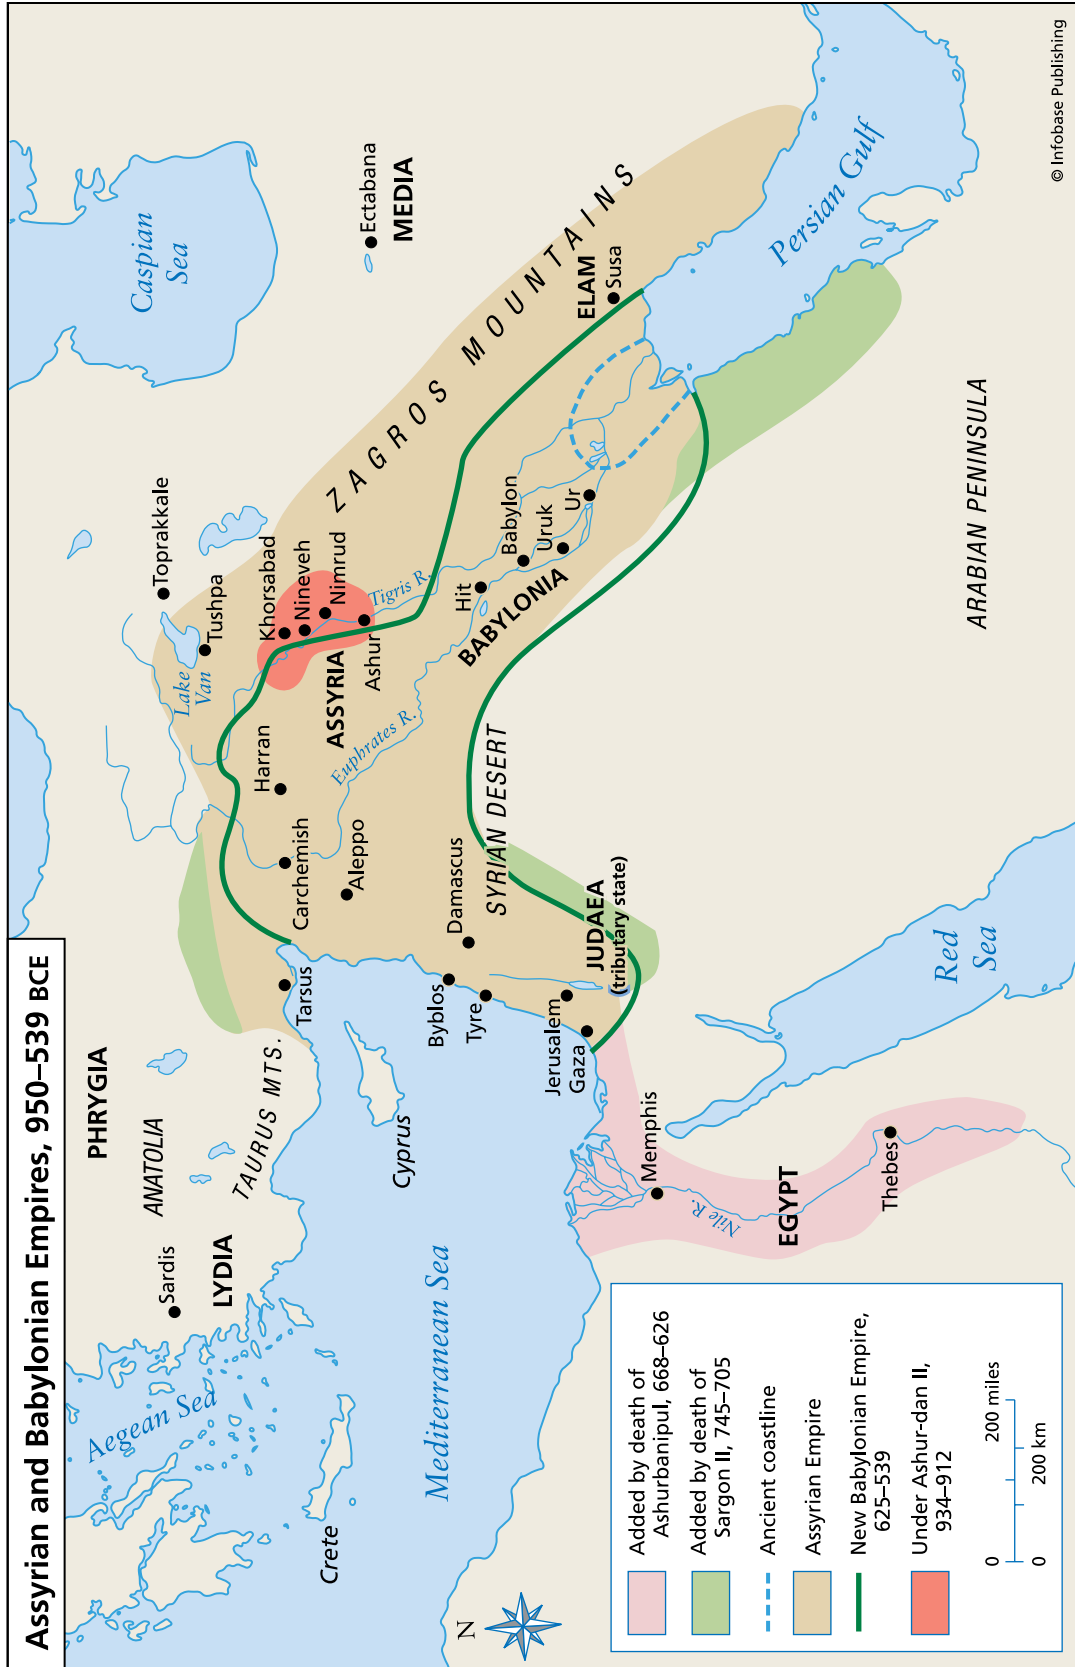 Assyrian and Babylonian Empires, 950–539 BCE
Caspian
Sea
Ectabana
MEDIA
Toprakkale
Tushpa
Lake
Van
ZAGROS MOUNTAINS
Khorsabad
Nineveh
Nimrud
ASSYRIA
Ashur
Tigris R.
Harran
Euphrates R.
Carchemish
Aleppo
PHRYGIA
ANATOLIA
Sardis
LYDIA
TAURUS MTS.
Tarsus
Aegean Sea
Crete
Cyprus
Mediterranean Sea
Byblos
Tyre
Damascus
SYRIAN DESERT
Hit
BABYLONIA
Babylon
Uruk
Ur
ELAM
Susa
Persian Gulf
Jerusalem
Gaza
JUDAEA
(tributary state)
Memphis
Nile R.
EGYPT
Thebes
Red
Sea
ARABIAN PENINSULA
N
Added by death of
Ashurbanipul, 668–626
Added by death of
Sargon II, 745–705
Ancient coastline
Assyrian Empire
New Babylonian Empire,
625–539
Under Ashur-dan II,
934–912
0 200 miles
0 200 km
© Infobase Publishing